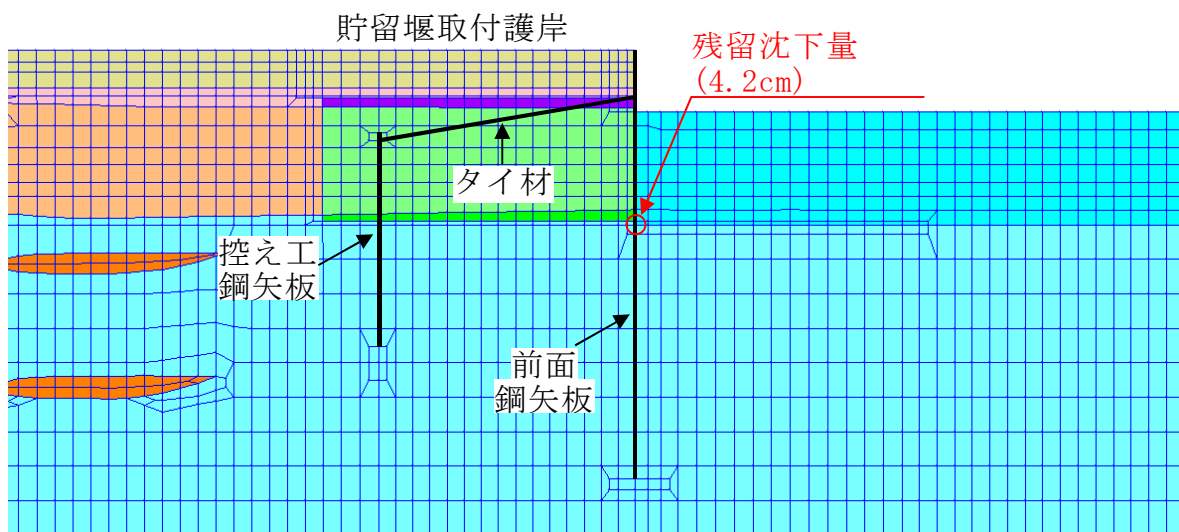 貯留堰取付護岸
残留沈下量
(4.2cm)
タイ材
控え工
鋼矢板
前面
鋼矢板